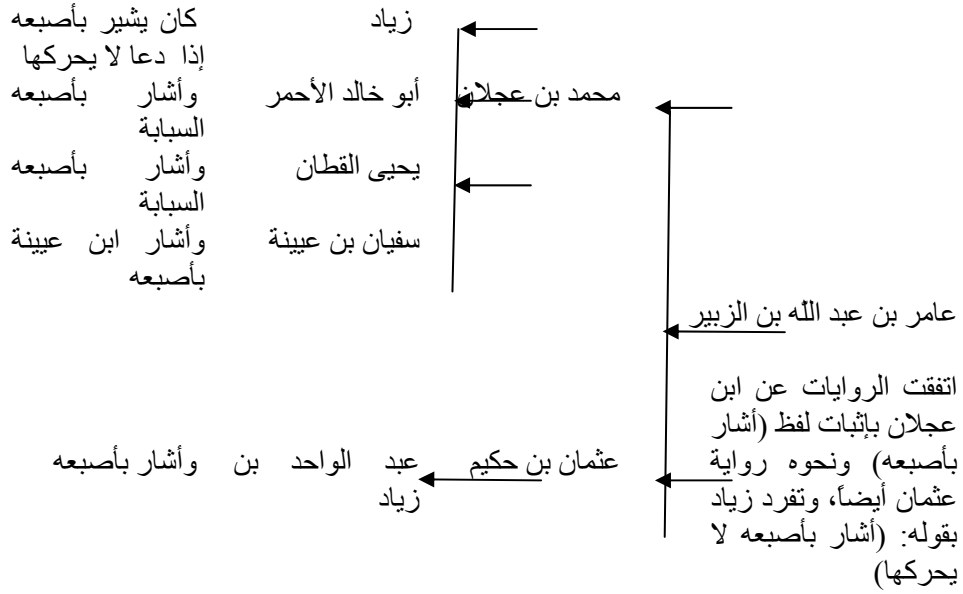 زياد كان يشير بأصبعه
إذا دعا لا يحركها
محمد بن عجلان أبو خالد الأحمر وأشار بأصبعه
السبابة
يحيى القطان وأشار بأصبعه
السبابة
سفيان بن عيينة وأشار ابن عيينة
بأصبعه
عامر بن عبد الله بن الزبير
اتفقت الروايات عن ابن
عجلان بإثبات لفظ (أشار
بأصبعه) ونحوه رواية
عثمان أيضاً، وتفرد زياد
بقوله: (أشار بأصبعه لا
يحركها)
عثمان بن حكيم عبد الواحد بن وأشار بأصبعه
زياد